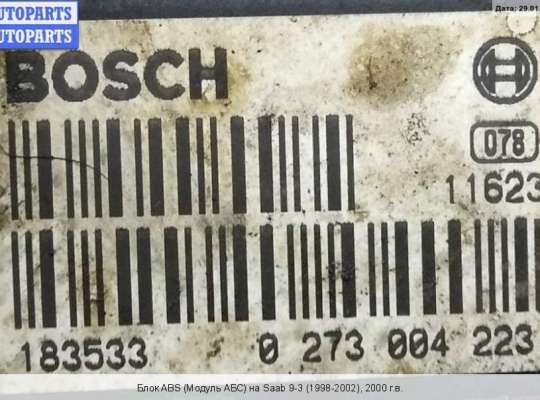 AUTOPARTS
AUTOPARTS
Дата: 29.01
BOSCH
078
11623
183533 0 273 004 223
Блок ABS (Модуль АБС) на Saab 9-3 (1998-2002), 2000 г.в.